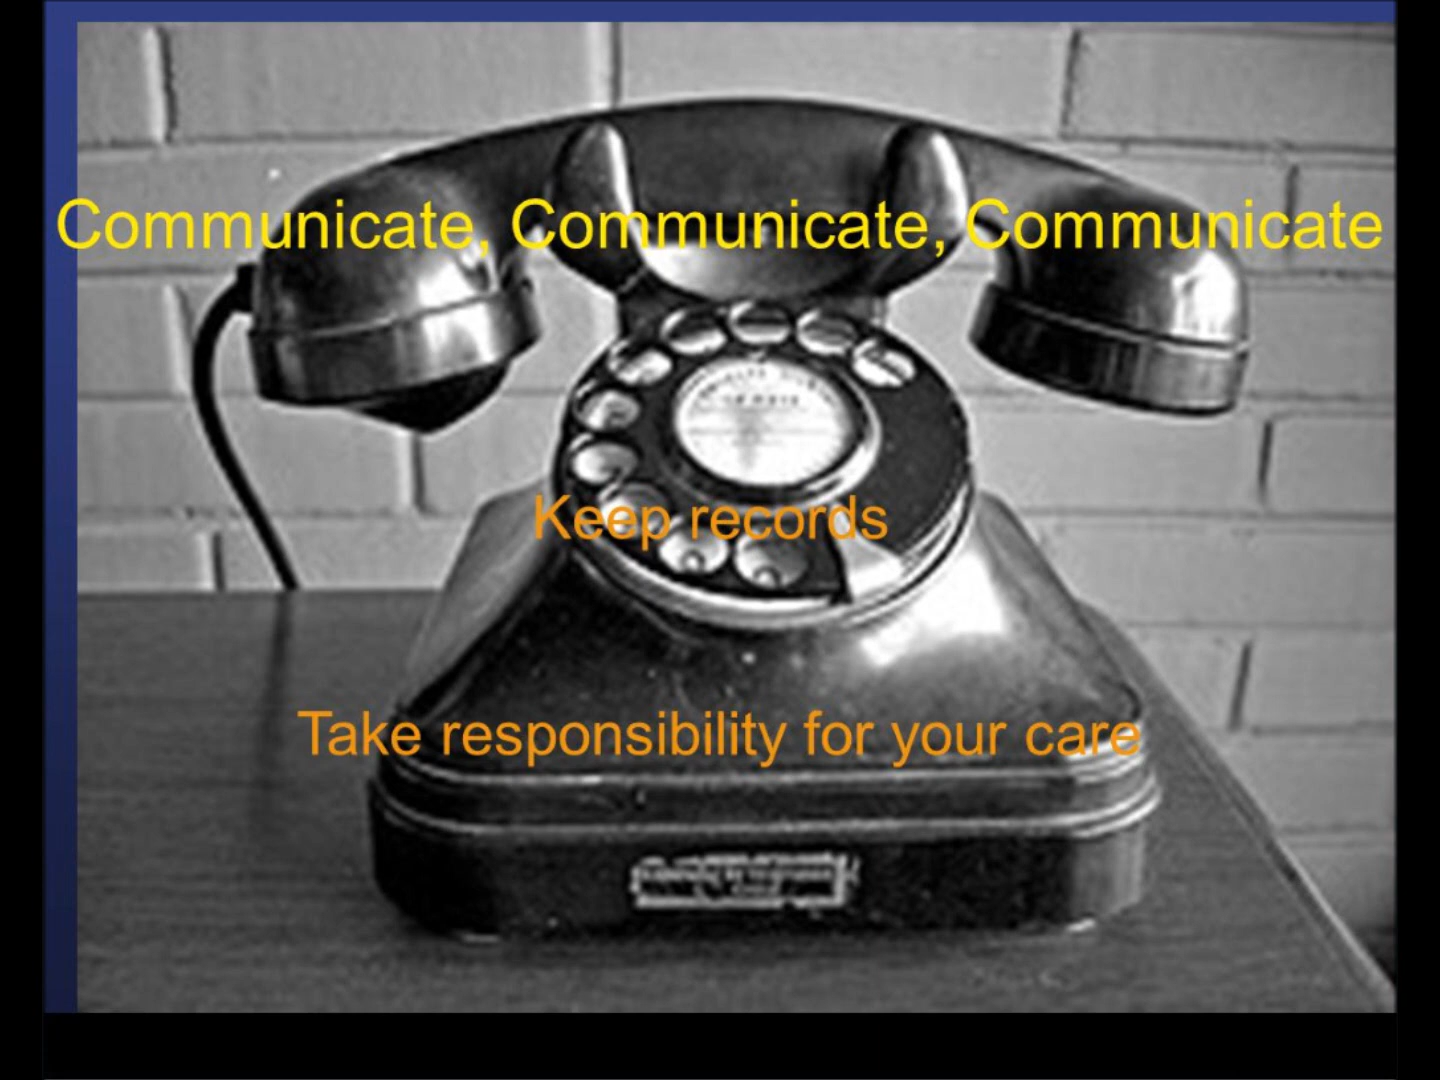 Communicate, Communicate, Communicate
Keep records
Take responsibility for your care